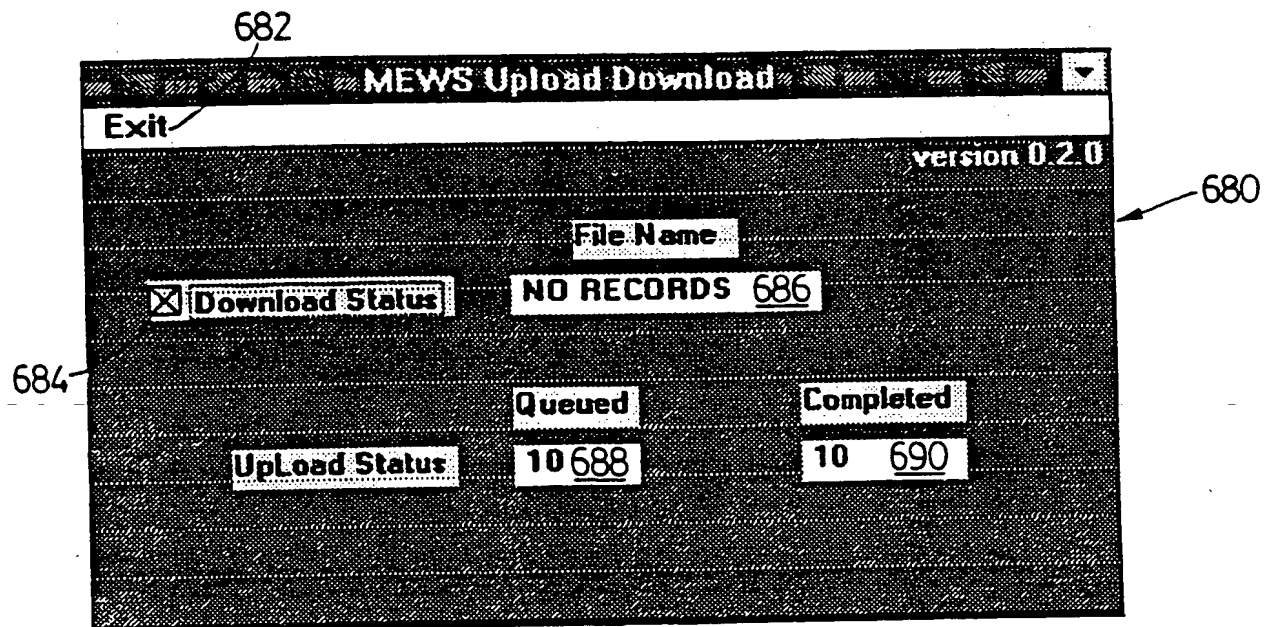 682
MEWS Upload Download
Exit
version 0.2.0
680
File Name
Download Status NO RECORDS 686
684
Queued Completed
UpLoad Status 10 688 10 690